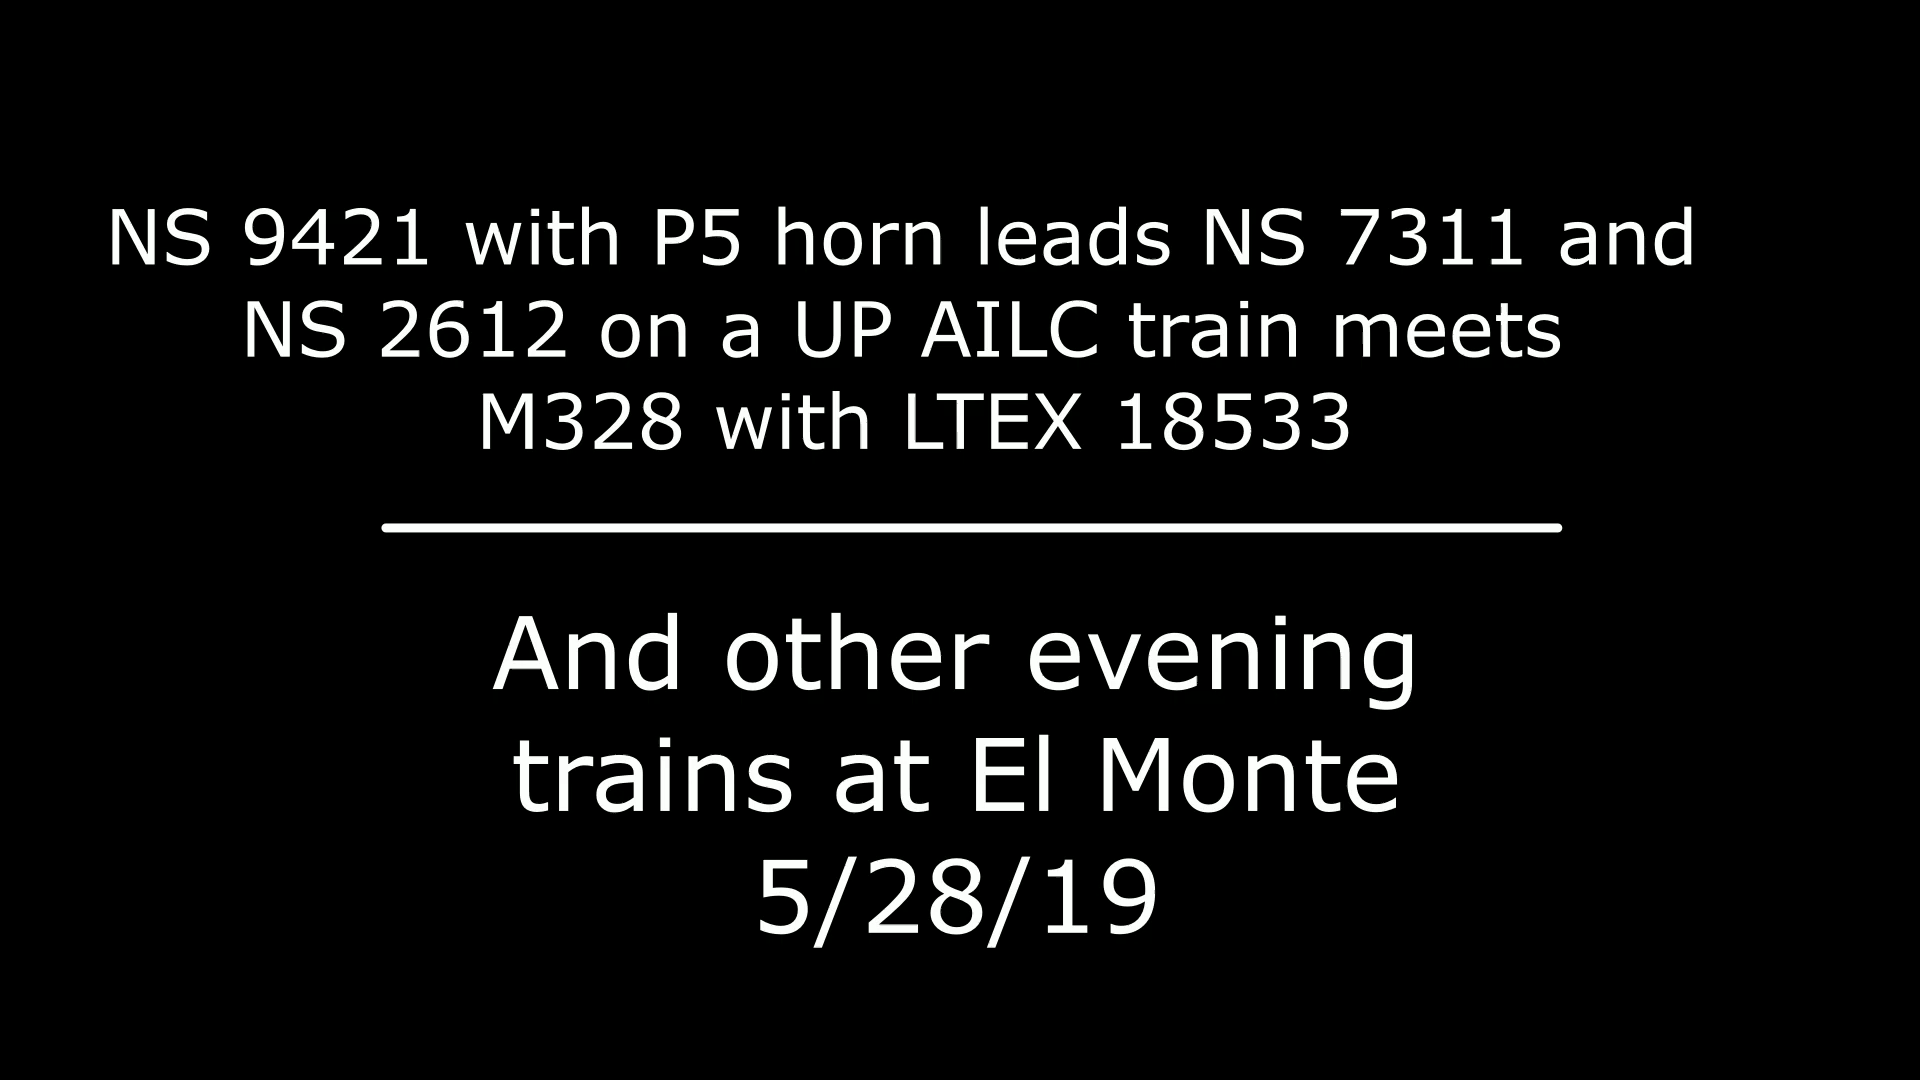 NS 9421 with P5 horn leads NS 7311 and
NS 2612 on a UP AILC train meets
M328 with LTEX 18533
And other evening
trains at El Monte
5/28/19